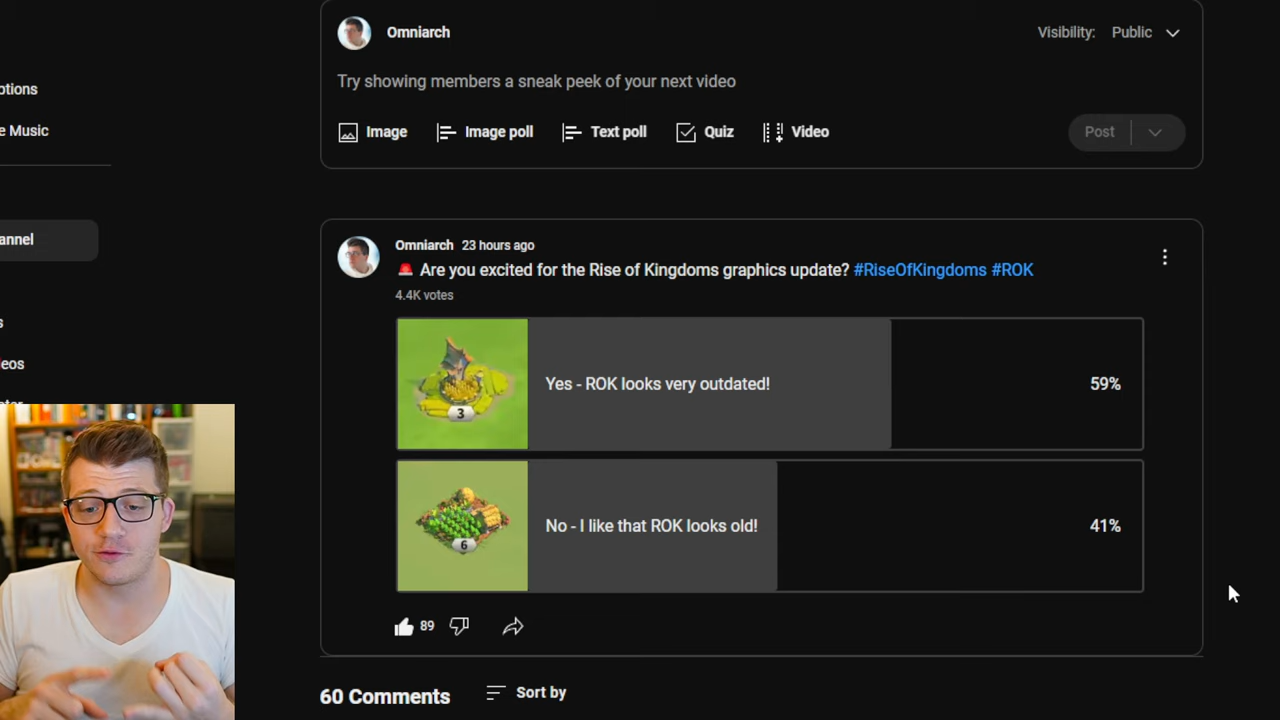 Omniarch
Visibility: Public
Try showing members a sneak peek of your next video
Image Image poll Text poll Quiz Video Post
ptions
e Music
annel
s
eos
Omniarch 23 hours ago
🚨 Are you excited for the Rise of Kingdoms graphics update? #RiseOfKingdoms #ROK
4.4K votes
3
Yes - ROK looks very outdated!
59%
6
No - I like that ROK looks old!
41%
89
60 Comments Sort by